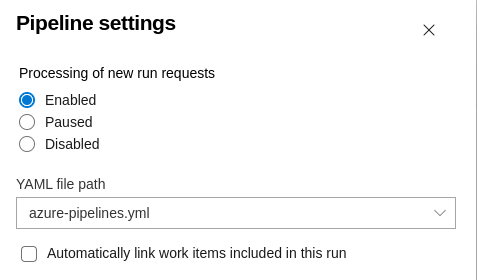 Pipeline settings
Processing of new run requests
Enabled
Paused
Disabled
YAML file path
azure-pipelines.yml
Automatically link work items included in this run